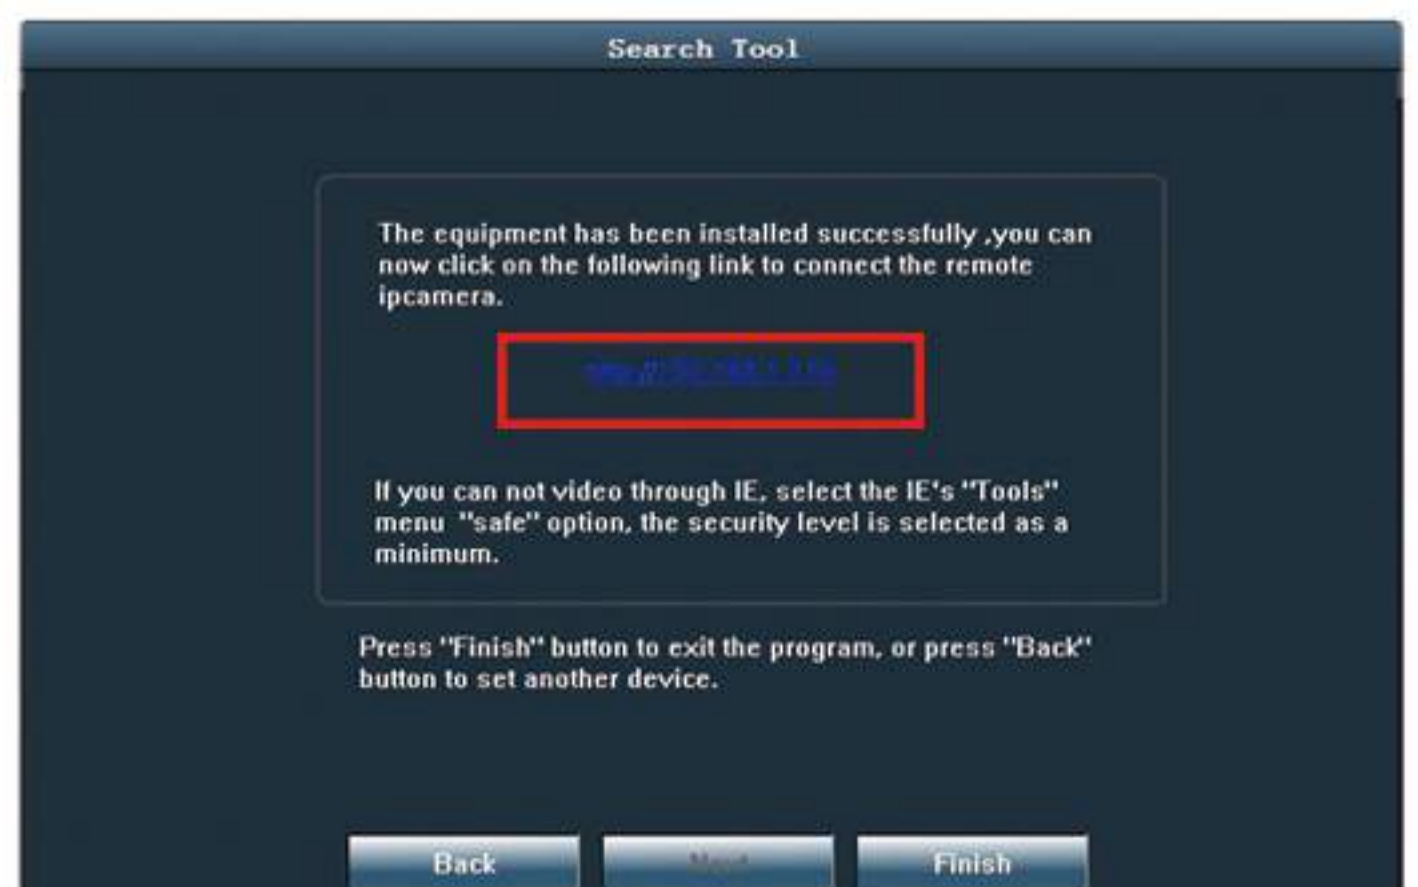 Search Tool
The equipment has been installed successfully ,you can
now click on the following link to connect the remote
ipcamera.
If you can not video through IE, select the IE's "Tools"
menu "safe" option, the security level is selected as a
minimum.
Press "Finish" button to exit the program, or press "Back"
button to set another device.
Back
Next
Finish